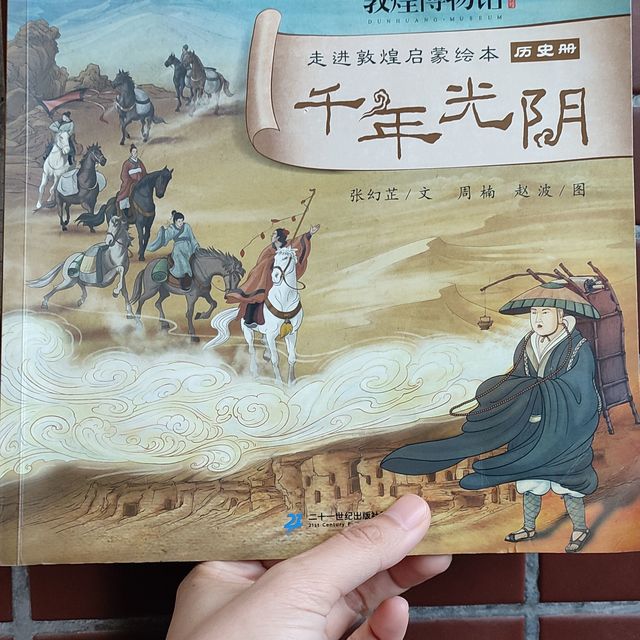 敦煌博物馆
DUNHUANG·MUSEUM
走进敦煌启蒙绘本 历史册
千年光阴
张幻芷/文 周楠 赵波/图
二十一世纪出版社
21st Century